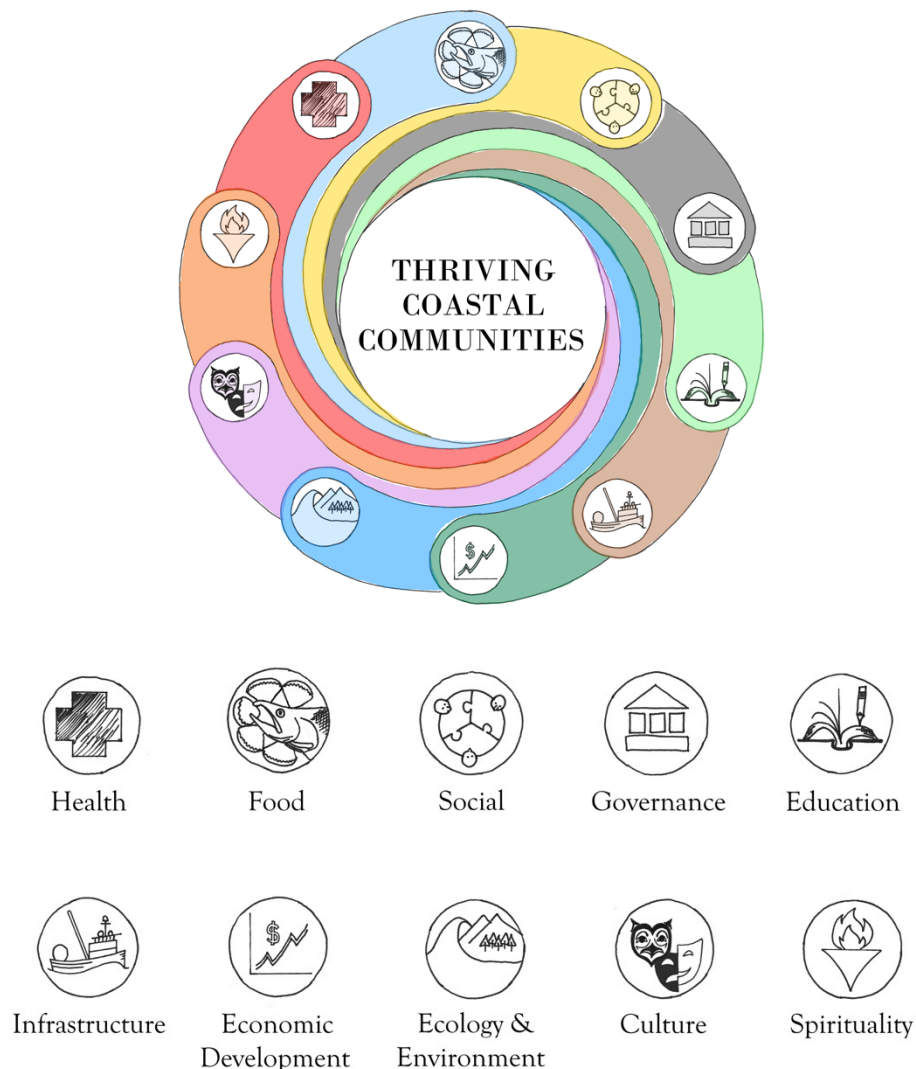 THRIVING
COASTAL
COMMUNITIES
$
Health
Food
Social
Governance
Education
$
Infrastructure
Economic
Development
Ecology &
Environment
Culture
Spirituality